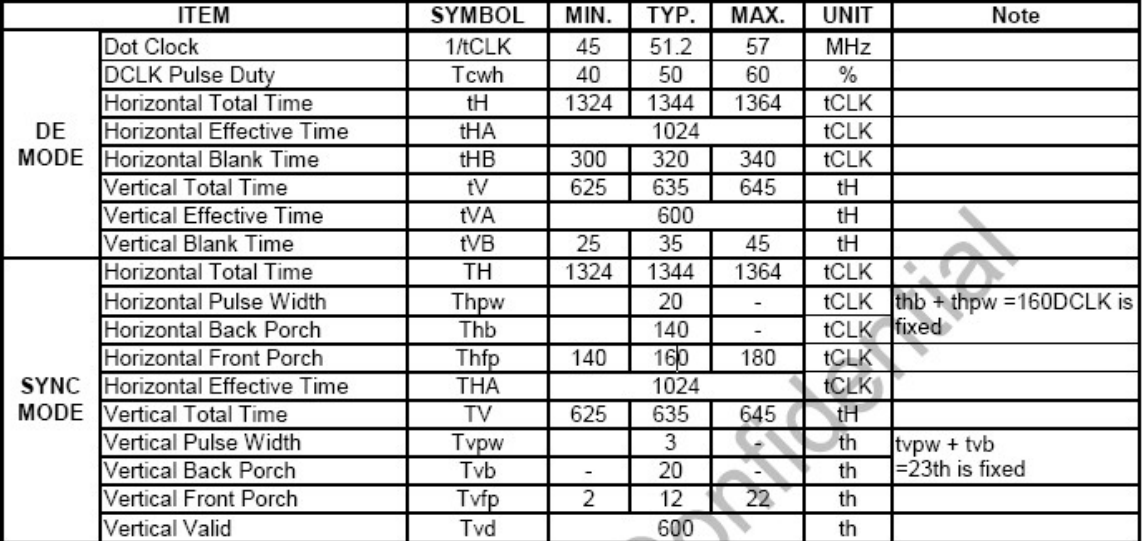 ITEM SYMBOL MIN. TYP. MAX. UNIT Note
DE MODE
Dot Clock 1/tCLK 45 51.2 57 MHz
DCLK Pulse Duty Tcwh 40 50 60 %
Horizontal Total Time tH 1324 1344 1364 tCLK
Horizontal Effective Time tHA 1024 tCLK
Horizontal Blank Time tHB 300 320 340 tCLK
Vertical Total Time tV 625 635 645 tH
Vertical Effective Time tVA 600 tH
Vertical Blank Time tVB 25 35 45 tH
SYNC MODE
Horizontal Total Time TH 1324 1344 1364 tCLK
Horizontal Pulse Width Thpw 20 - tCLK thb + thpw =160DCLK is
Horizontal Back Porch Thb 140 - tCLK fixed
Horizontal Front Porch Thfp 140 160 180 tCLK
Horizontal Effective Time THA 1024 tCLK
Vertical Total Time TV 625 635 645 tH
Vertical Pulse Width Tvpw 3 - th tvpw + tvb
Vertical Back Porch Tvb - 20 - th =23th is fixed
Vertical Front Porch Tvfp 2 12 22 th
Vertical Valid Tvd 600 th
Confidential